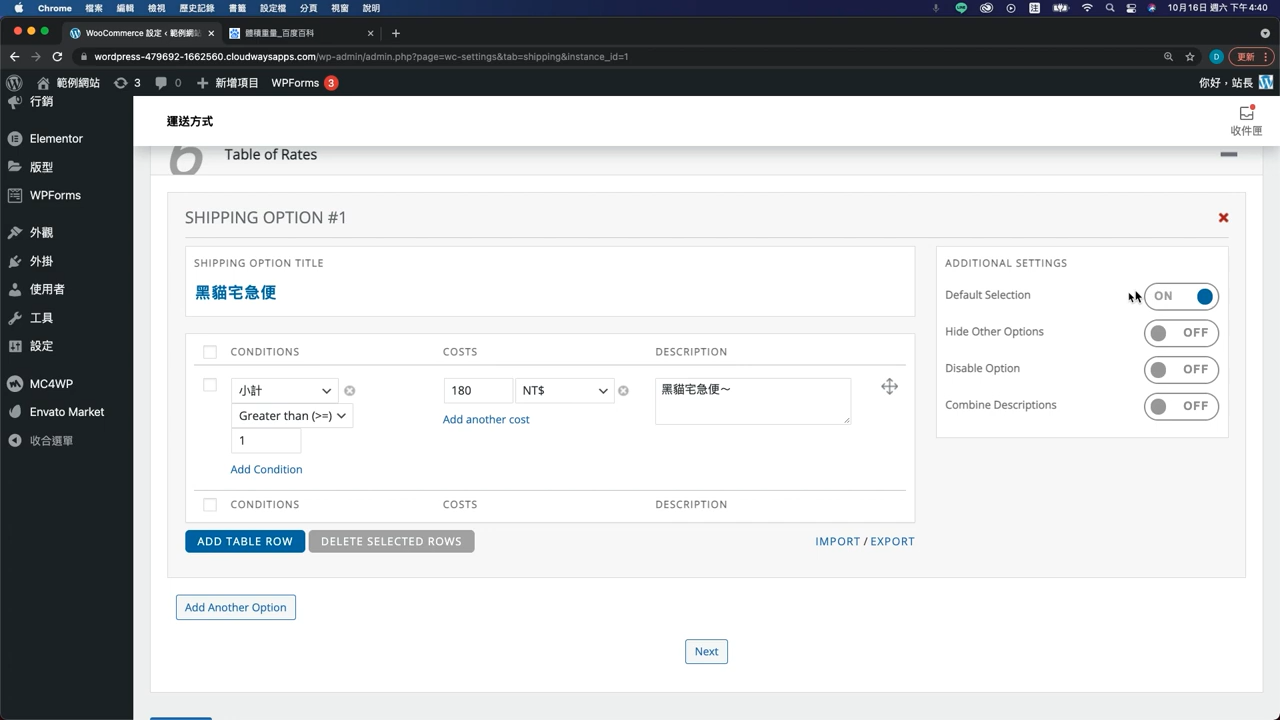 Chrome 檔案 編輯 檢視 歷史記錄 書籤 設定檔 分頁 視窗 說明 10月16日 週六 下午4:40
WooCommerce 設定 ‹ 範例網站 體積重量_百度百科
wordpress-479692-1662560.cloudwaysapps.com/wp-admin/admin.php?page=wc-settings&tab=shipping&instance_id=1 D 更新
範例網站 3 0 新增項目 WPForms 3 你好，站長
行銷
Elementor
版型
WPForms
外觀
外掛
使用者
工具
設定
MC4WP
Envato Market
收合選單
運送方式
收件匣
6 Table of Rates
SHIPPING OPTION #1
SHIPPING OPTION TITLE
黑貓宅急便
CONDITIONS COSTS DESCRIPTION
小計 180 NT$ 黑貓宅急便～
Greater than (>=)
Add another cost
1
Add Condition
CONDITIONS COSTS DESCRIPTION
ADD TABLE ROW DELETE SELECTED ROWS IMPORT / EXPORT
ADDITIONAL SETTINGS
Default Selection ON
Hide Other Options OFF
Disable Option OFF
Combine Descriptions OFF
Add Another Option
Next